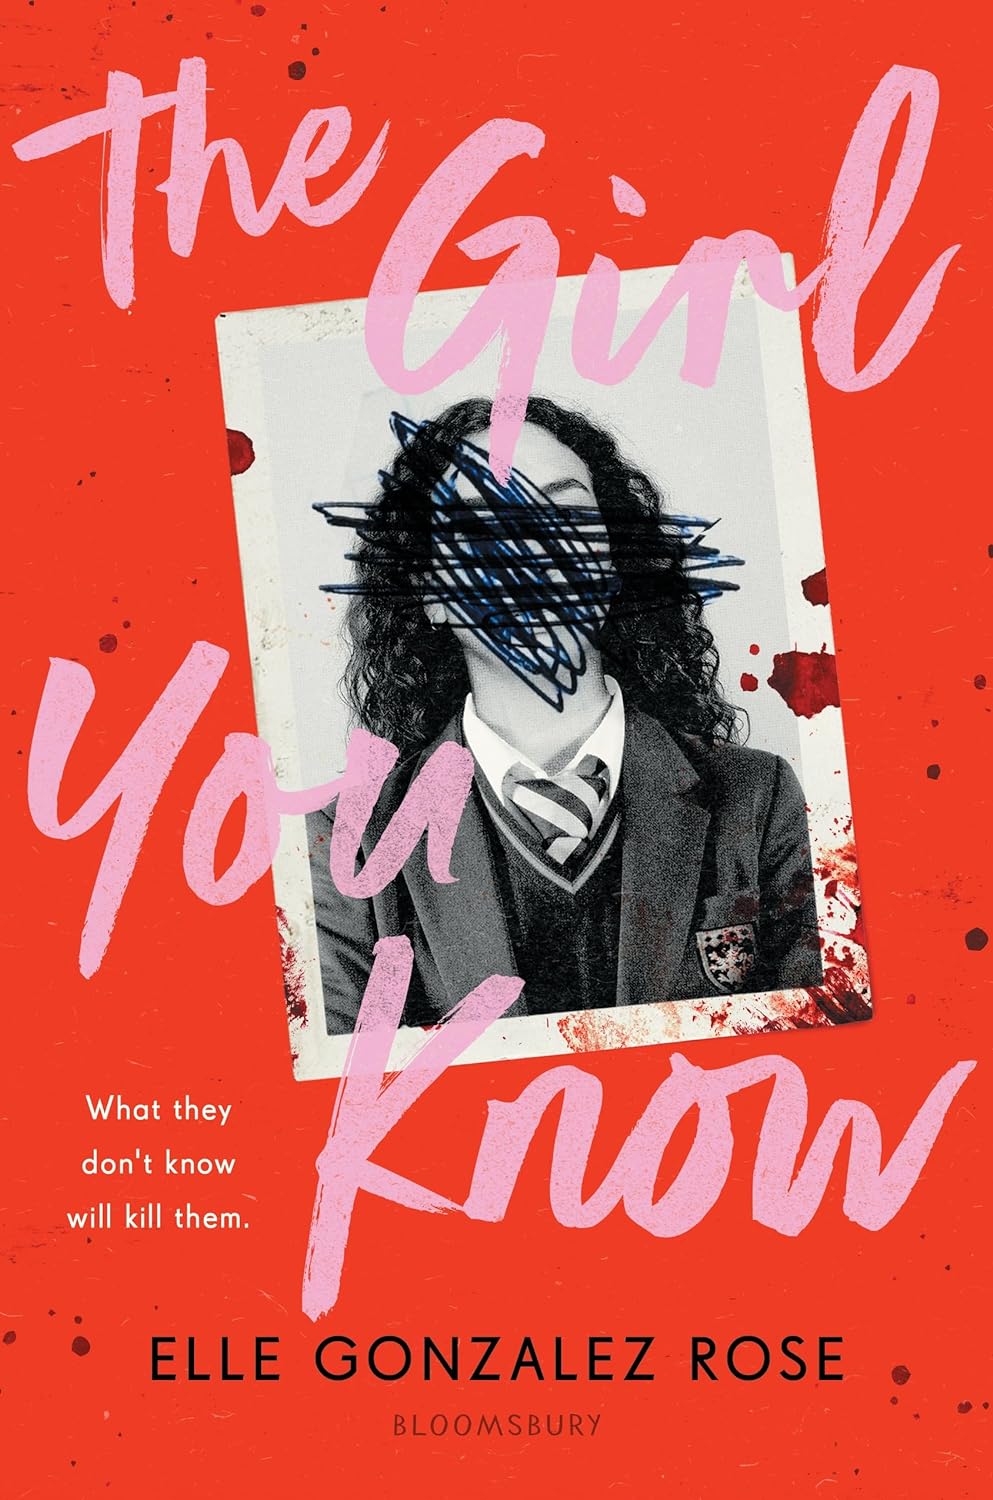 The
Girl
You
Know
What they
don't know
will kill them.
ELLE GONZALEZ ROSE
BLOOMSBURY